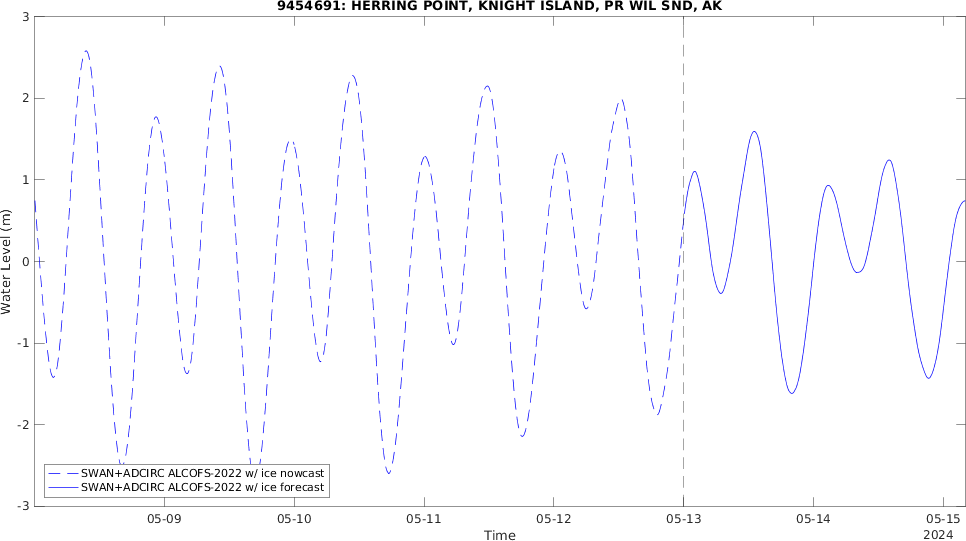 9454691: HERRING POINT, KNIGHT ISLAND, PR WIL SND, AK
Water Level (m)
3
2
1
0
-1
-2
-3
SWAN+ADCIRC ALCOFS-2022 w/ ice nowcast
SWAN+ADCIRC ALCOFS-2022 w/ ice forecast
05-09 05-10 05-11 05-12 05-13 05-14 05-15
Time 2024